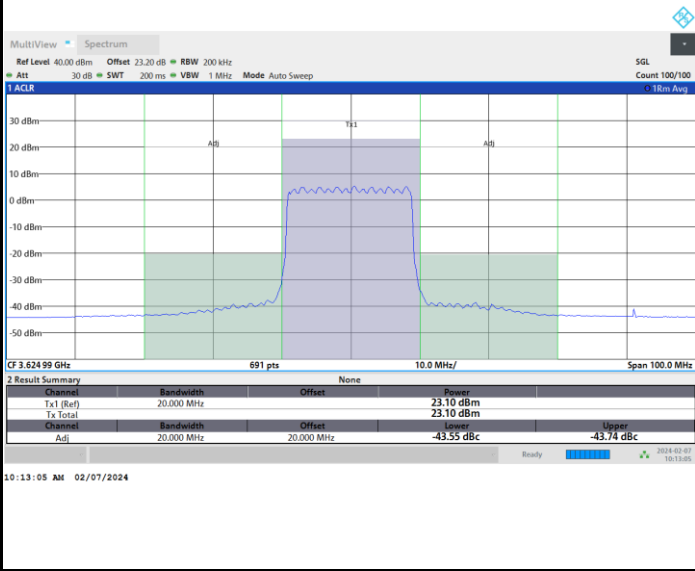 MultiView Spectrum
Ref Level 40.00 dBm Offset 23.20 dB RBW 200 kHz SGL
Att 30 dB SWT 200 ms VBW 1 MHz Mode Auto Sweep Count 100/100
1 ACLR 1Rm Avg
30 dBm
Tx1
20 dBm
Adj Adj
10 dBm
0 dBm
-10 dBm
-20 dBm
-30 dBm
-40 dBm
-50 dBm
CF 3.62499 GHz 691 pts 10.0 MHz/ Span 100.0 MHz
2 Result Summary None
Channel Bandwidth Offset Power
Tx1 (Ref) 20.000 MHz 23.10 dBm
Tx Total 23.10 dBm
Channel Bandwidth Offset Lower Upper
Adj 20.000 MHz 20.000 MHz -43.55 dBc -43.74 dBc
Ready 2024-02-07
10:13:05
10:13:05 AM 02/07/2024